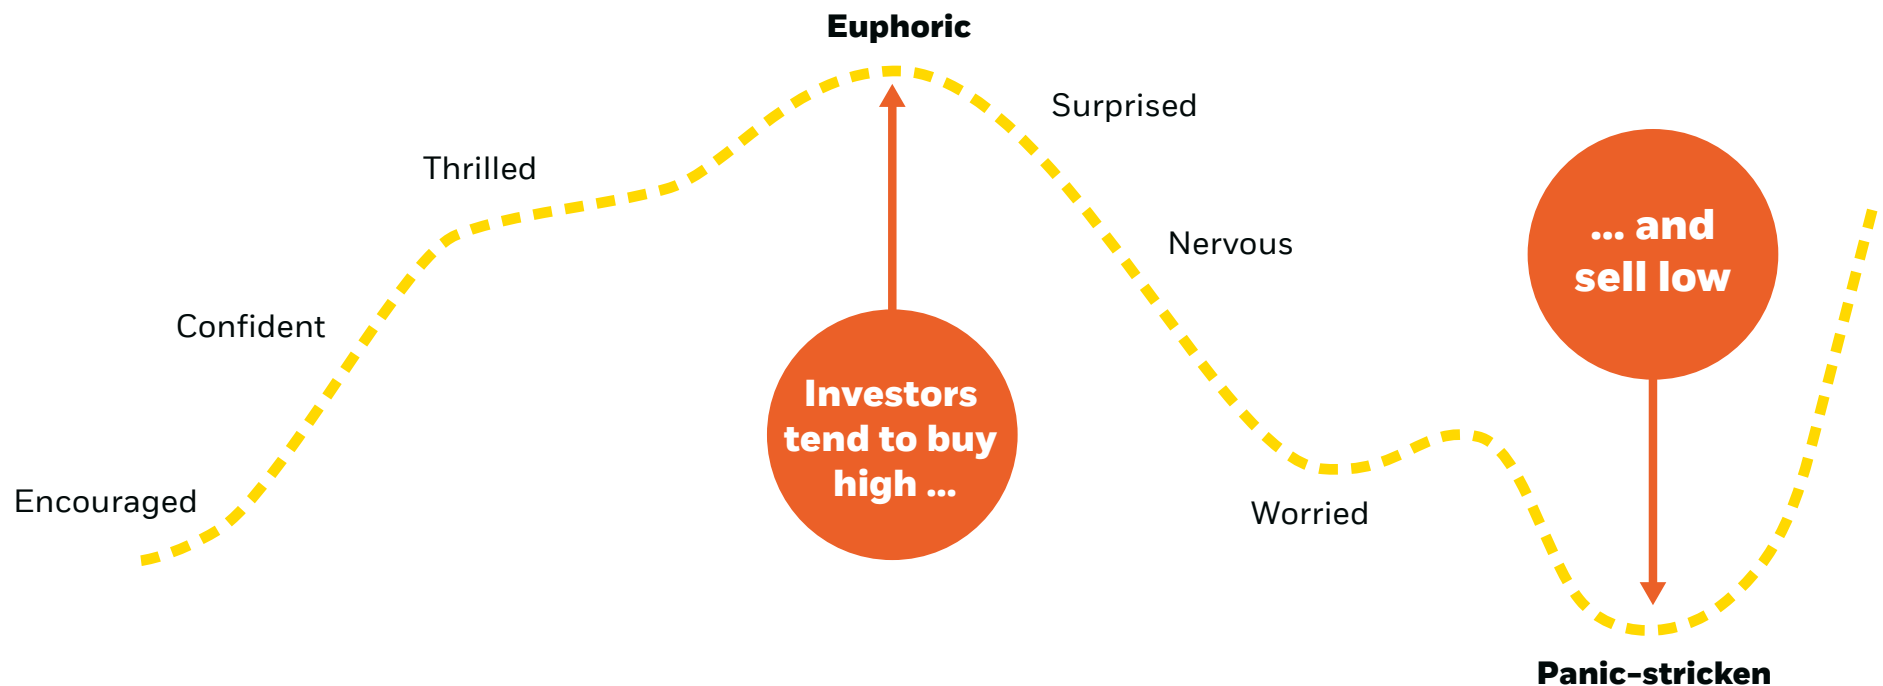 Euphoric
Surprised
Thrilled
... and
sell low
Nervous
Confident
Investors
tend to buy
high ...
Encouraged
Worried
Panic-stricken